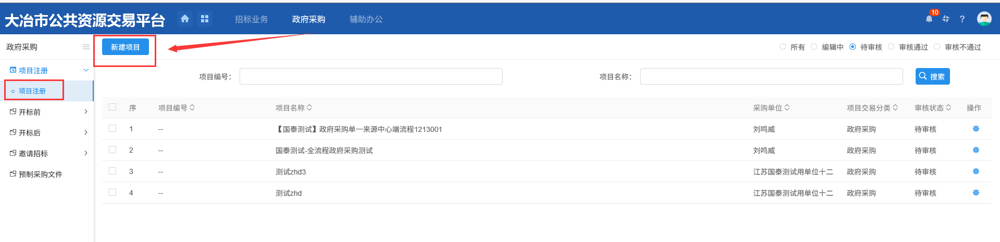 大冶市公共资源交易平台
招标业务 政府采购 辅助办公
10
?
政府采购
新建项目
所有 编辑中 待审核 审核通过 审核不通过
项目注册
项目注册
开标前
开标后
邀请招标
预制采购文件
项目编号：
项目名称：
搜索
序 项目编号 项目名称 采购单位 项目交易分类 审核状态 操作
1 -- 【国泰测试】政府采购单一来源中心端流程1213001 刘鸣威 政府采购 待审核
2 -- 国泰测试-全流程政府采购测试 刘鸣威 政府采购 待审核
3 -- 测试zhd3 江苏国泰测试用单位十二 政府采购 待审核
4 -- 测试zhd 江苏国泰测试用单位十二 政府采购 待审核